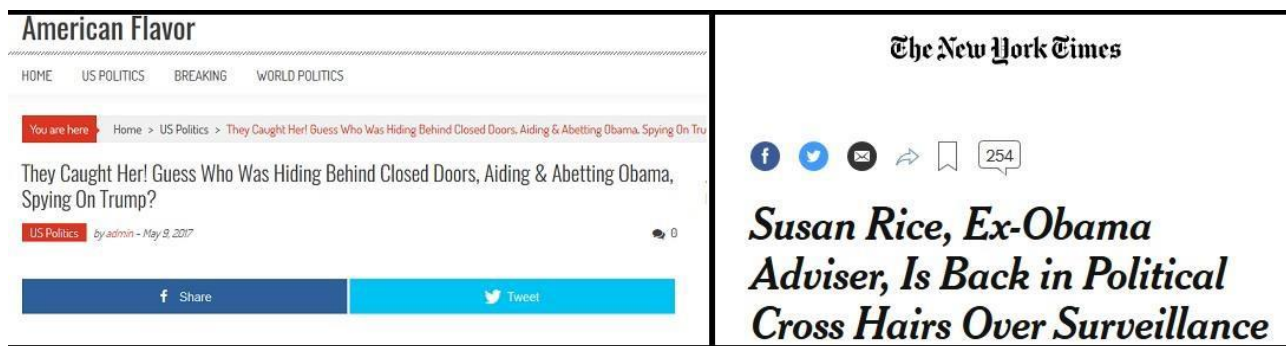 American Flavor
HOME US POLITICS BREAKING WORLD POLITICS
You are here Home > US Politics > They Caught Her! Guess Who Was Hiding Behind Closed Doors, Aiding & Abetting Obama, Spying On Tru
They Caught Her! Guess Who Was Hiding Behind Closed Doors, Aiding & Abetting Obama,
Spying On Trump?
US Politics by admin - May 9, 2017 0
f Share Tweet
The New York Times
f 254
Susan Rice, Ex-Obama
Adviser, Is Back in Political
Cross Hairs Over Surveillance